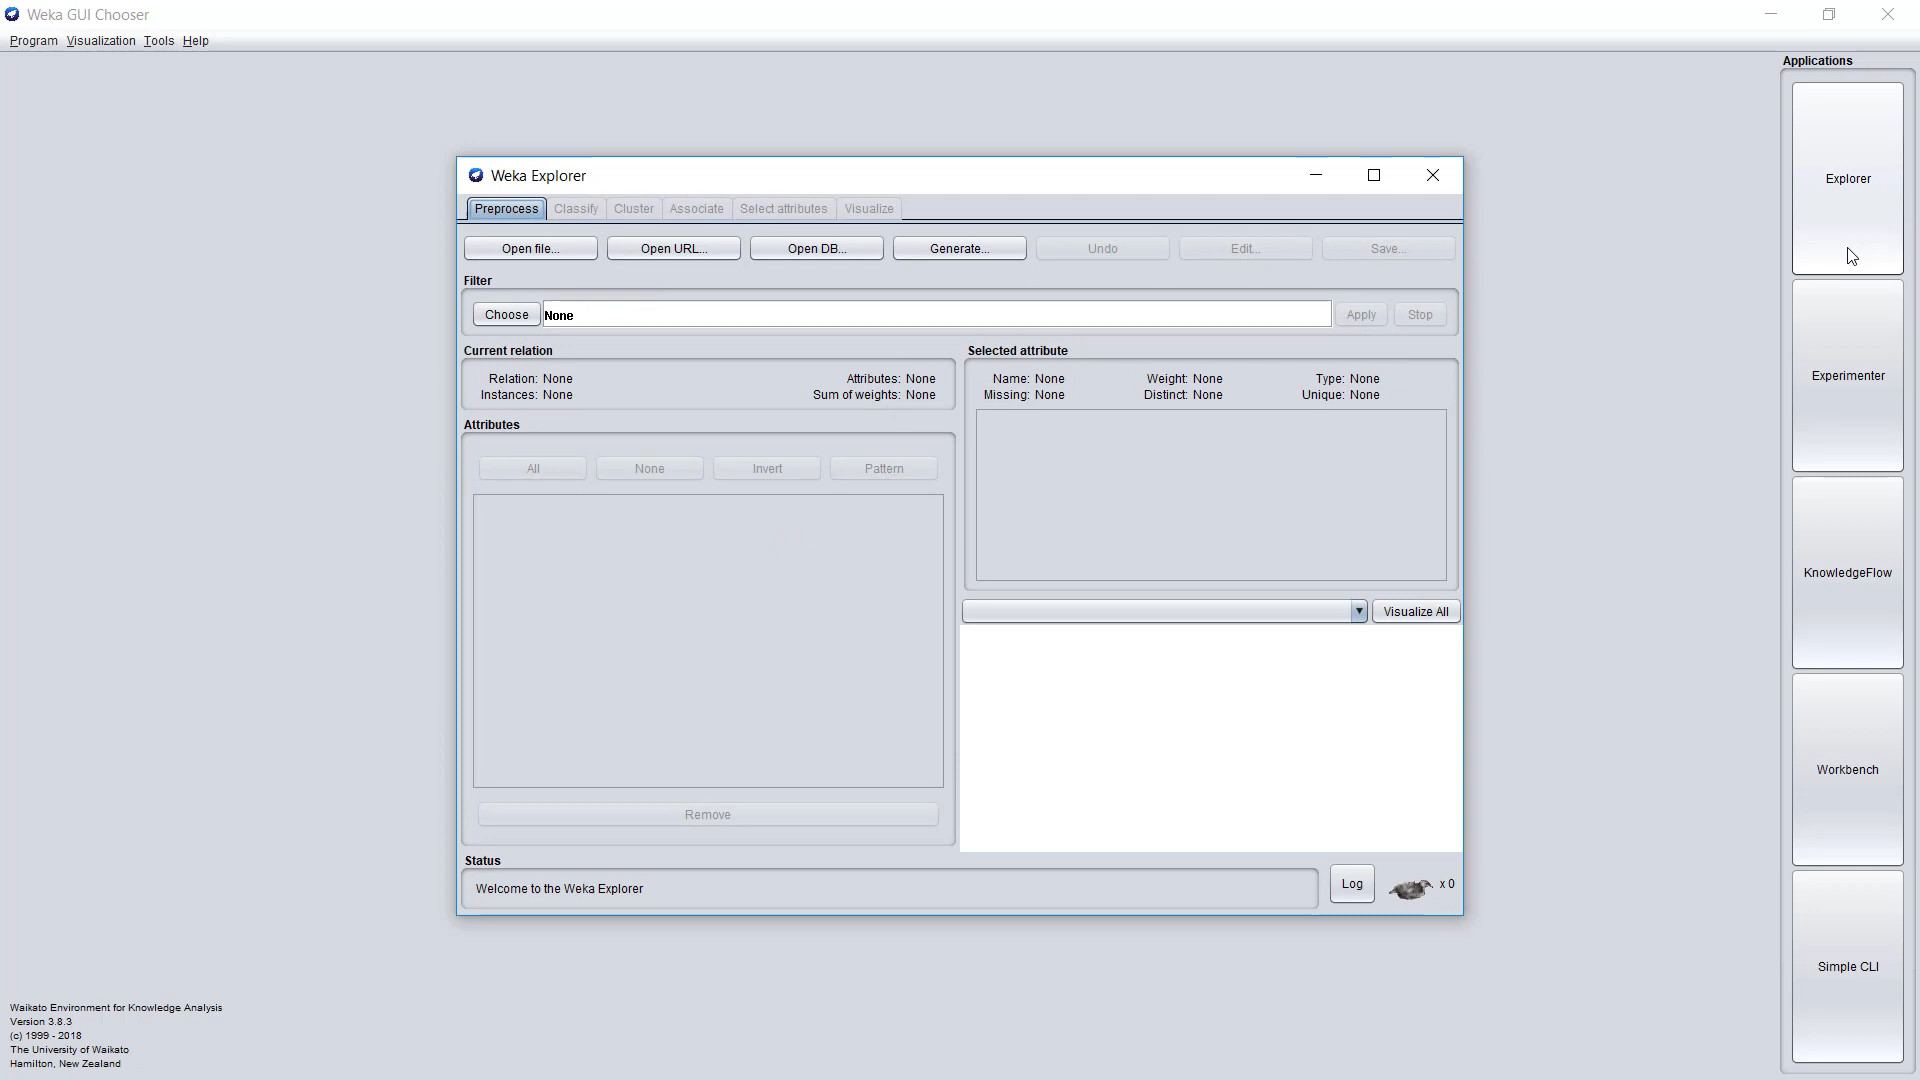 Weka GUI Chooser
Program Visualization Tools Help
Applications
Explorer
Experimenter
KnowledgeFlow
Workbench
Simple CLI
Weka Explorer
Preprocess Classify Cluster Associate Select attributes Visualize
Open file... Open URL... Open DB... Generate... Undo Edit... Save...
Filter
Choose None Apply Stop
Current relation
Relation: None Attributes: None
Instances: None Sum of weights: None
Attributes
All None Invert Pattern
Remove
Selected attribute
Name: None Weight: None Type: None
Missing: None Distinct: None Unique: None
Visualize All
Status
Welcome to the Weka Explorer
Log x 0
Waikato Environment for Knowledge Analysis
Version 3.8.3
(c) 1999 - 2018
The University of Waikato
Hamilton, New Zealand